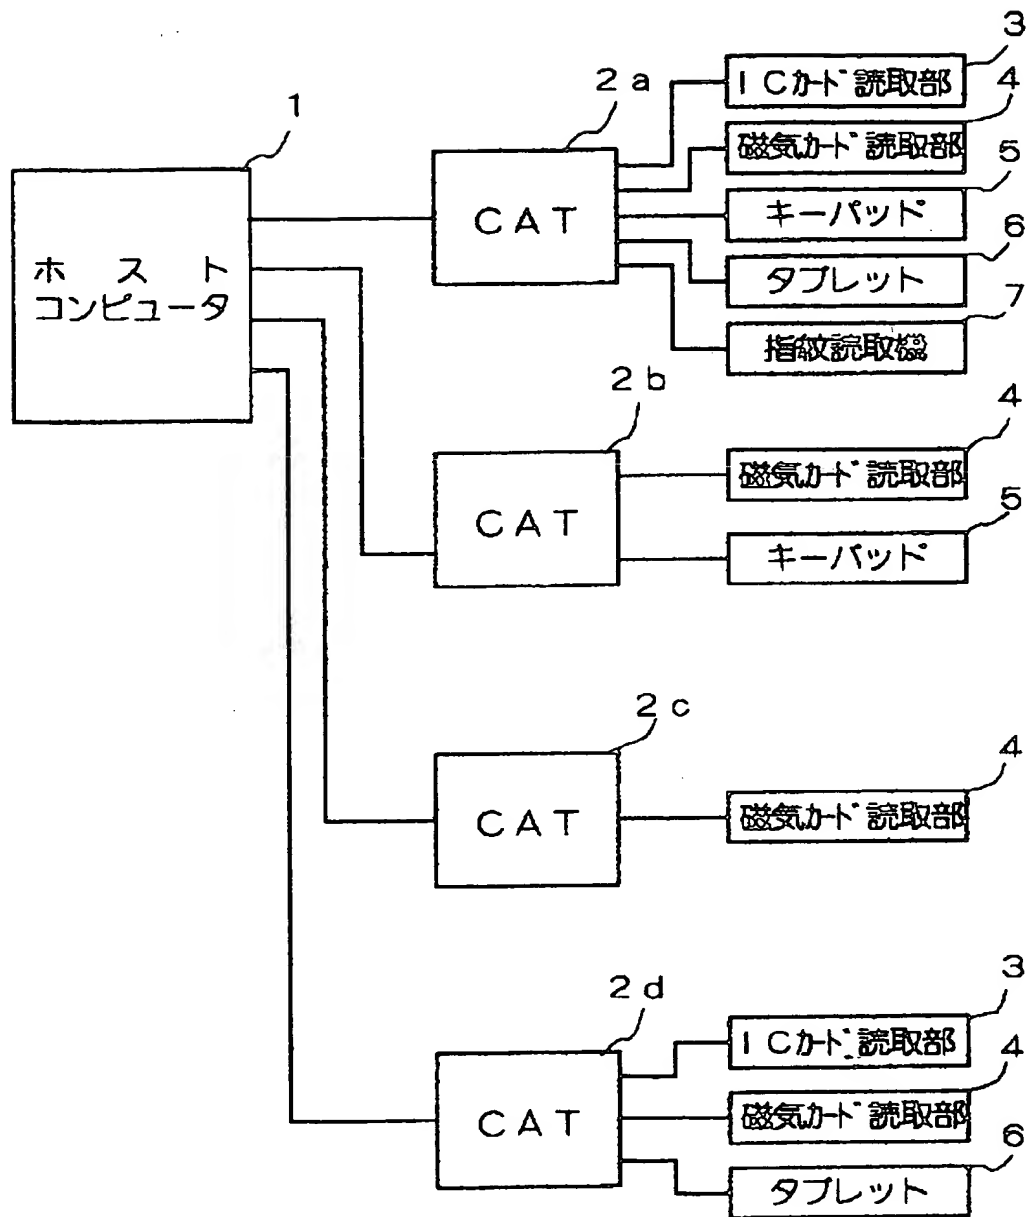 1
ホスト
コンピュータ
2a
CAT
3
ICカード読取部
4
磁気カード読取部
5
キーパッド
6
タブレット
7
指紋読取機
2b
CAT
4
磁気カード読取部
5
キーパッド
2c
CAT
4
磁気カード読取部
2d
CAT
3
ICカード読取部
4
磁気カード読取部
6
タブレット